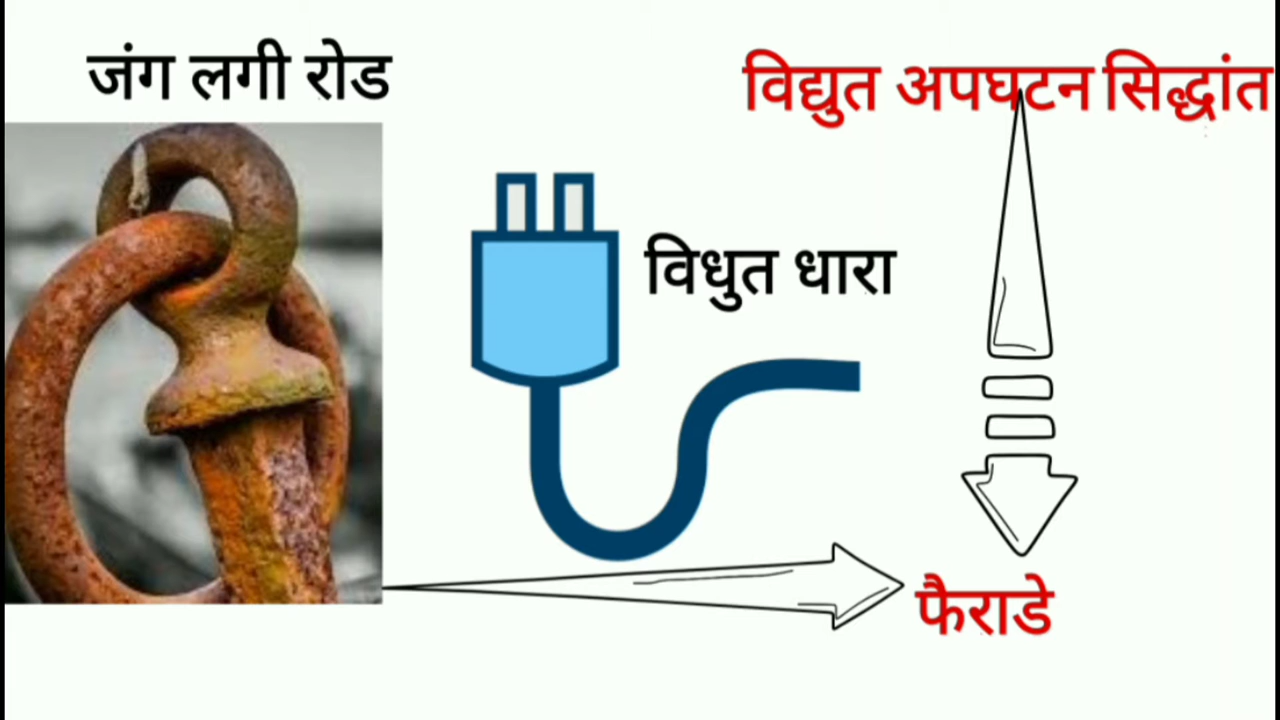 जंग लगी रोड
विद्युत अपघटन सिद्धांत
विधुत धारा
फैराडे